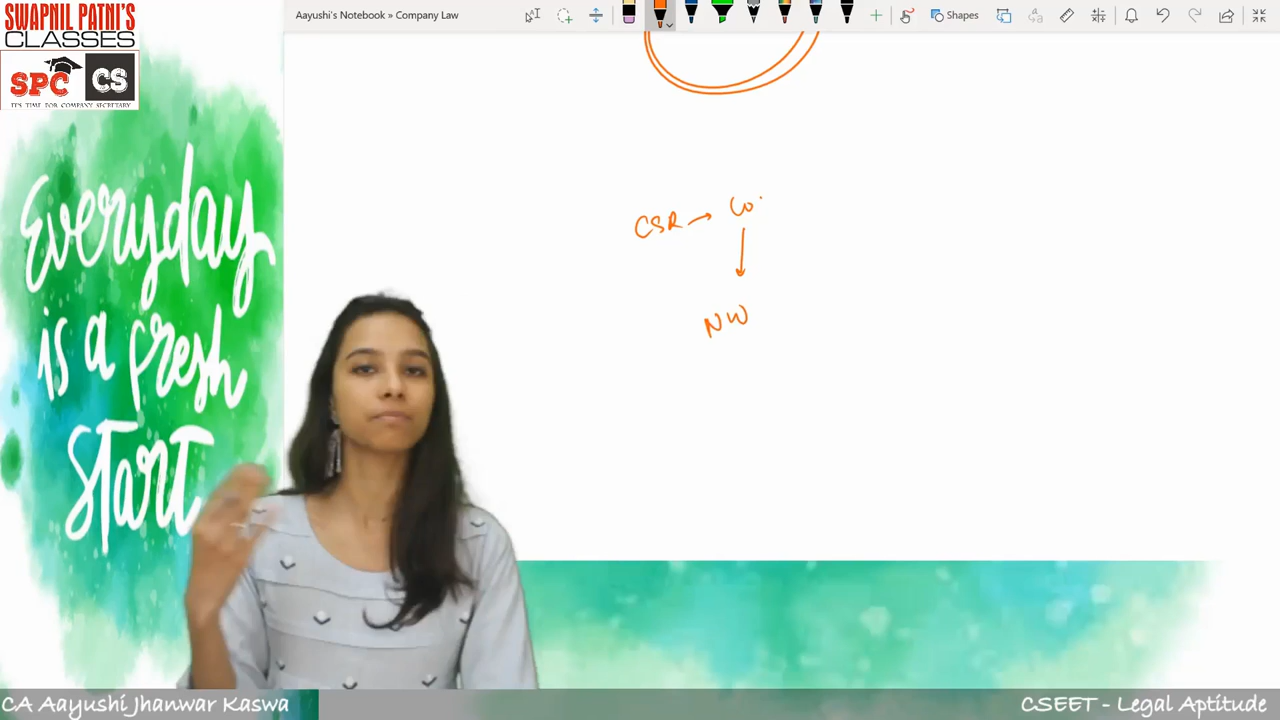 SWAPNIL PATNI'S
CLASSES
SPC CS
IT'S TIME FOR COMPANY SECRETARY
Aayushi's Notebook » Company Law
Shapes
Everyday
is a fresh
Start
CSR → Co.
NW
CA Aayushi Jhanwar Kaswa
CSEET - Legal Aptitude